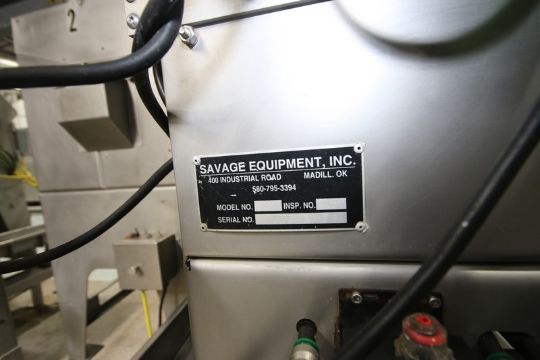 2
SAVAGE EQUIPMENT, INC.
400 INDUSTRIAL ROAD MADILL. OK
580-795-3394
MODEL NO. INSP. NO.
SERIAL NO.